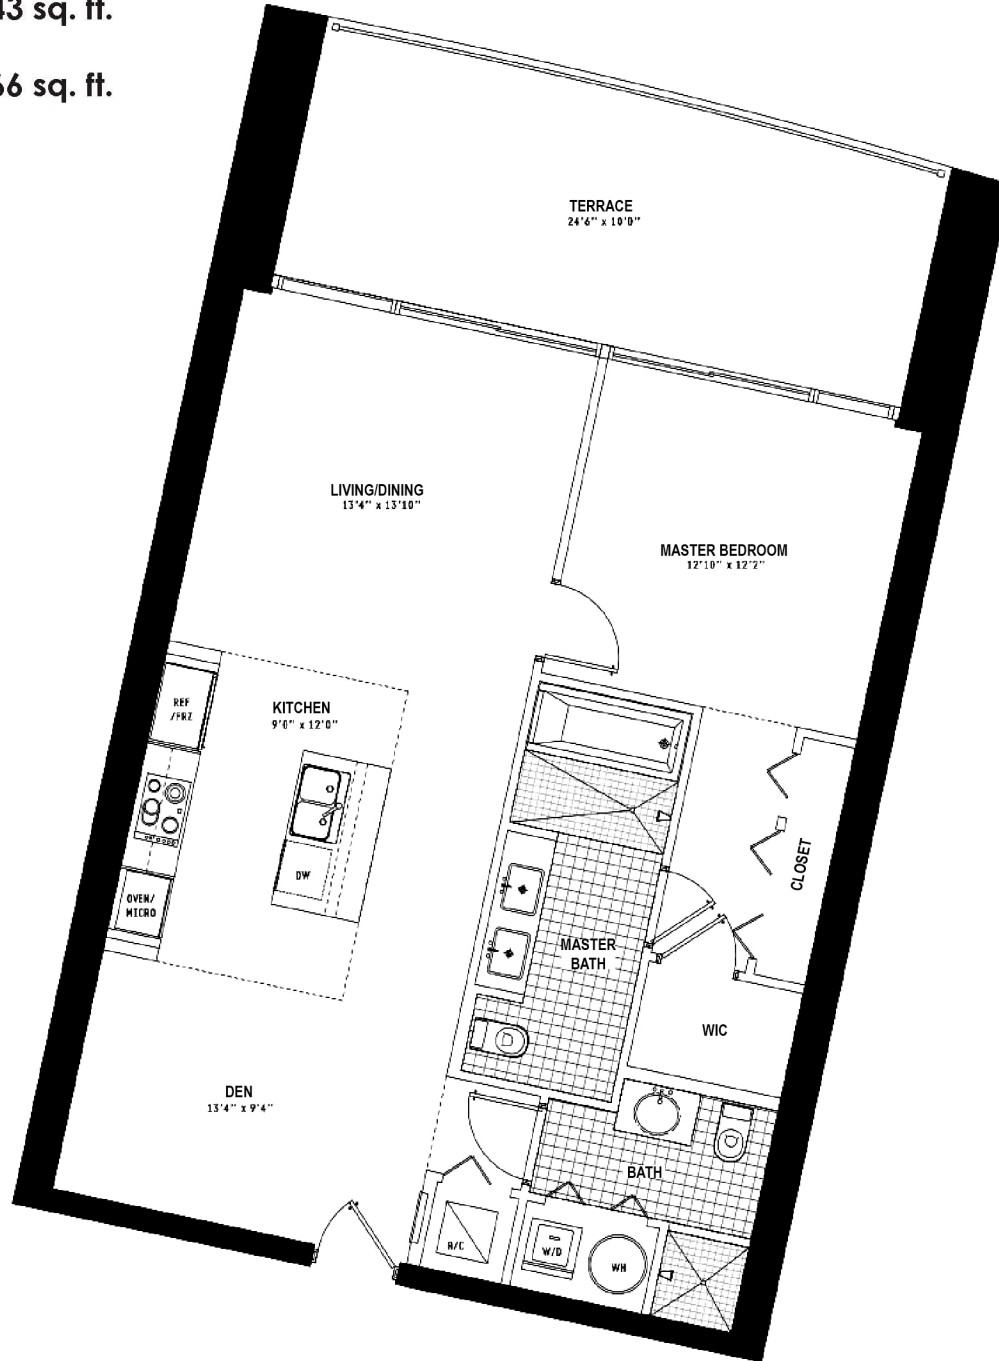 43 sq. ft.
66 sq. ft.
TERRACE
24'6" x 10'0"
LIVING/DINING
13'4" x 13'10"
MASTER BEDROOM
12'10" x 12'2"
REF
/FRZ
KITCHEN
9'0" x 12'0"
CLOSET
DW
OVEN/
MICRO
MASTER
BATH
WIC
DEN
13'4" x 9'4"
BATH
A/C
W/D
WH